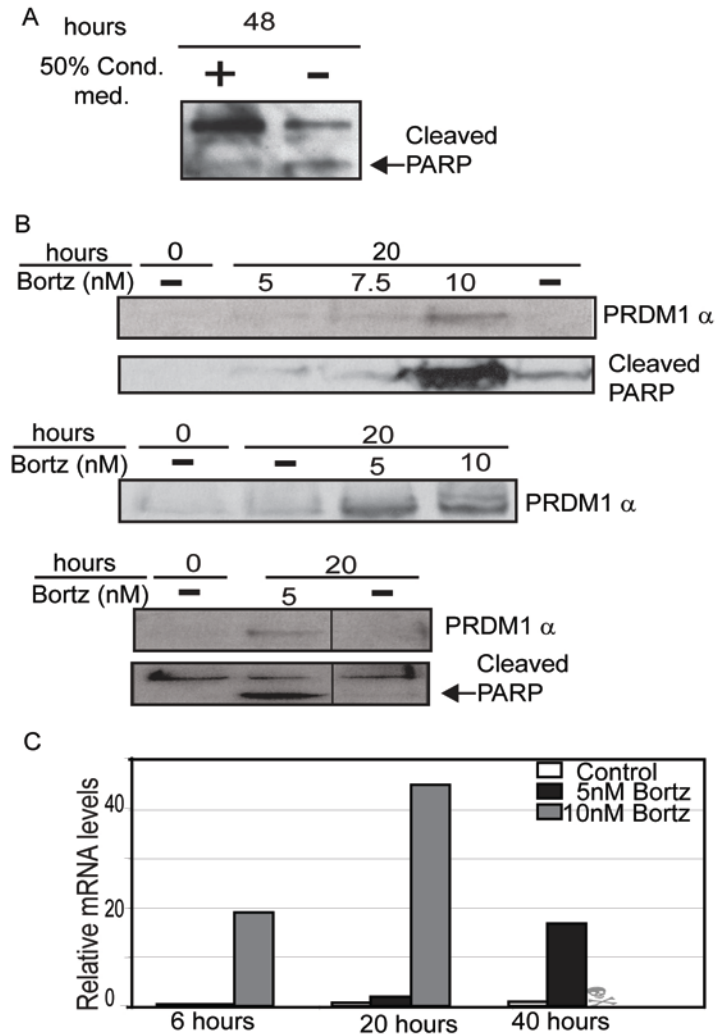 A
hours 48
50% Cond. + −
med.
Cleaved
PARP
B
hours 0 20
Bortz (nM) − 5 7.5 10 −
PRDM1 α
Cleaved
PARP
hours 0 20
Bortz (nM) − − 5 10
PRDM1 α
hours 0 20
Bortz (nM) − 5 −
PRDM1 α
Cleaved
PARP
C
Relative mRNA levels
40
20
0
Control
5nM Bortz
10nM Bortz
6 hours 20 hours 40 hours